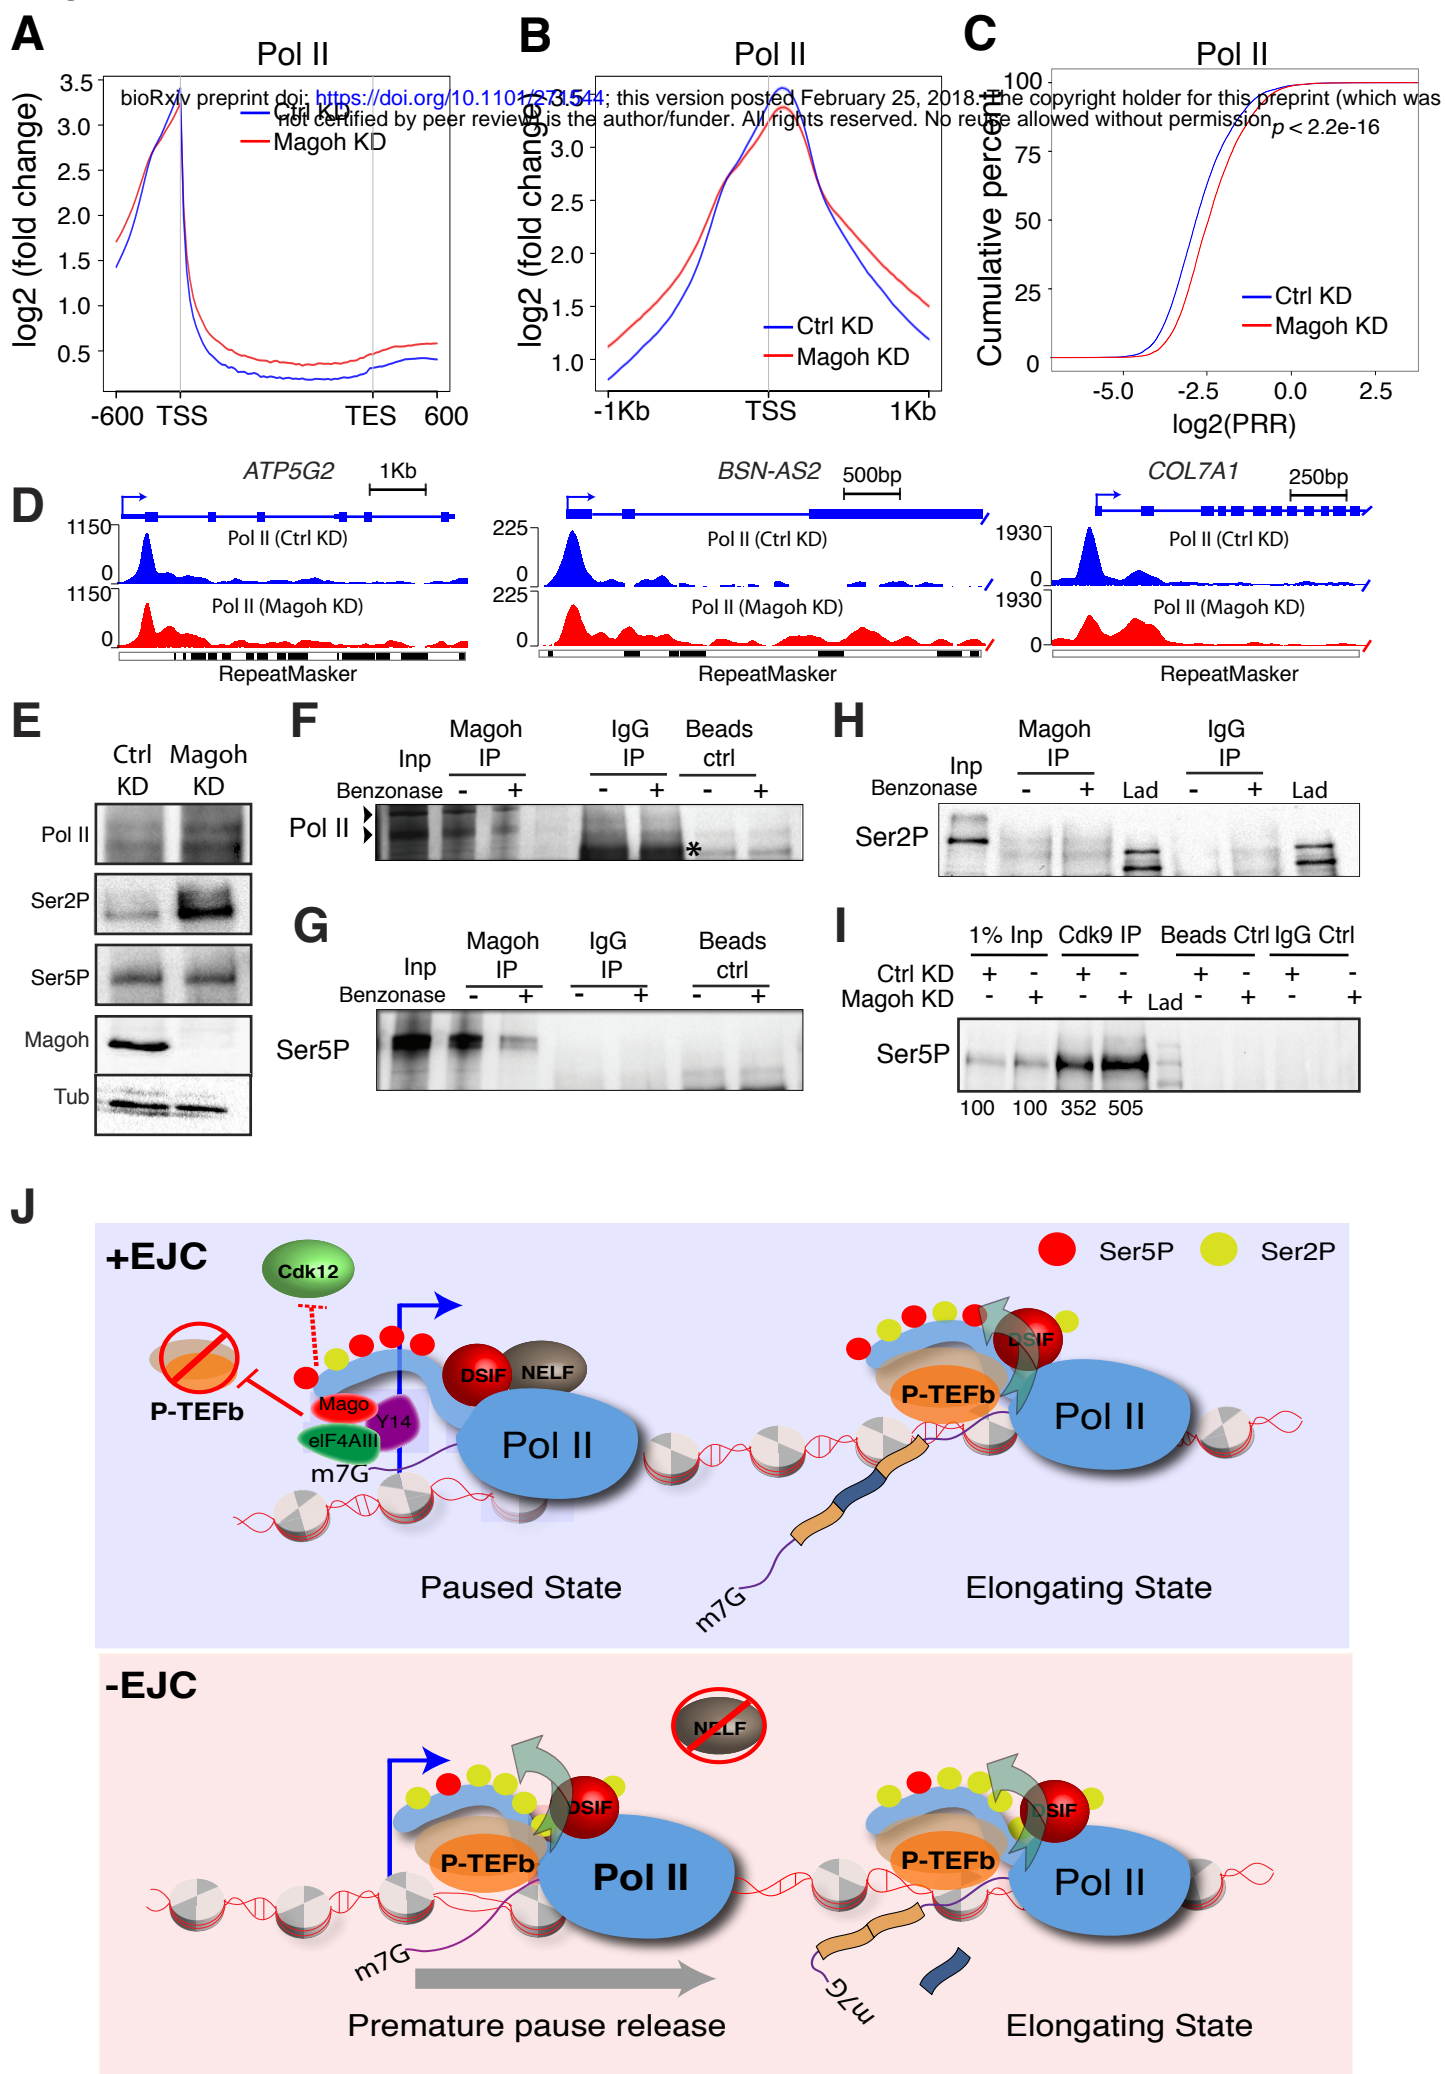 A
B
C
Pol II
Pol II
Pol II
bioRxiv preprint doi: https://doi.org/10.1101/271544; this version posted February 25, 2018. The copyright holder for this preprint (which was
not certified by peer review) is the author/funder. All rights reserved. No reuse allowed without permission.
log2 (fold change)
3.5
3.0
2.5
2.0
1.5
1.0
0.5
Ctrl KD
Magoh KD
-600 TSS TES 600
log2 (fold change)
3.5
3.0
2.5
2.0
1.5
1.0
Ctrl KD
Magoh KD
-1Kb TSS 1Kb
Cumulative percent
100
75
50
25
0
p < 2.2e-16
Ctrl KD
Magoh KD
-5.0 -2.5 0.0 2.5
log2(PRR)
D
ATP5G2 1Kb
1150
0
Pol II (Ctrl KD)
1150
0
Pol II (Magoh KD)
RepeatMasker
BSN-AS2 500bp
225
0
Pol II (Ctrl KD)
225
0
Pol II (Magoh KD)
RepeatMasker
COL7A1 250bp
1930
0
Pol II (Ctrl KD)
1930
0
Pol II (Magoh KD)
RepeatMasker
E
Ctrl KD
Magoh KD
Pol II
Ser2P
Ser5P
Magoh
Tub
F
Inp
Magoh IP
IgG IP
Beads ctrl
Benzonase - + - + - +
Pol II
*
G
Inp
Magoh IP
IgG IP
Beads ctrl
Benzonase - + - + - +
Ser5P
H
Inp
Magoh IP
IgG IP
Benzonase - + Lad - + Lad
Ser2P
I
1% Inp Cdk9 IP Beads Ctrl IgG Ctrl
Ctrl KD + - + - + - + -
Magoh KD - + - + Lad - + - +
Ser5P
100 100 352 505
J
+EJC
Ser5P Ser2P
Cdk12
P-TEFb
Mago
Y14
eIF4AIII
m7G
DSIF
NELF
Pol II
Paused State
P-TEFb
DSIF
Pol II
m7G
Elongating State
-EJC
NELF
P-TEFb
DSIF
Pol II
m7G
Premature pause release
P-TEFb
DSIF
Pol II
m7G
Elongating State